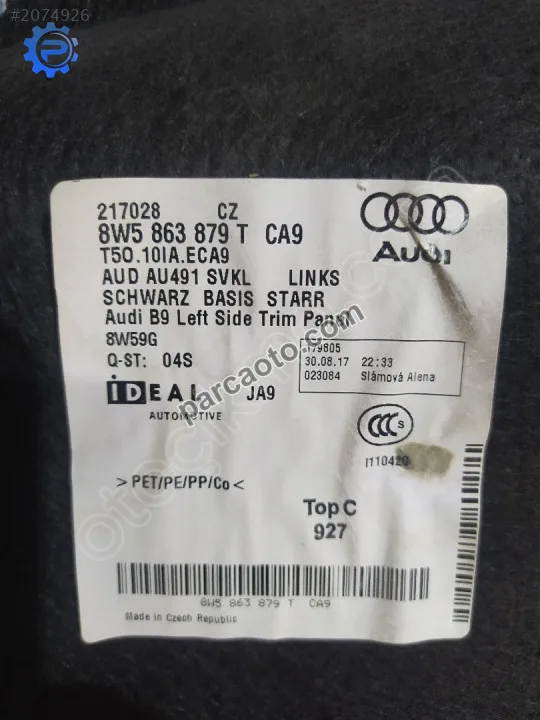 #2074926
217028 CZ
8W5 863 879 T CA9
T50.10IA.ECA9
AUD AU491 SVKL LINKS
SCHWARZ BASIS STARR
Audi B9 Left Side Trim Panel
8W59G
Q-ST: 04S
Audi
179805
30.08.17 22:33
023084 Slámová Alena
IDEAL JA9
AUTOMOTIVE
CCC S
I110420
>PET/PE/PP/Co<
Top C
927
8W5 863 879 T CA9
Made in Czech Republic
parcaoto.com